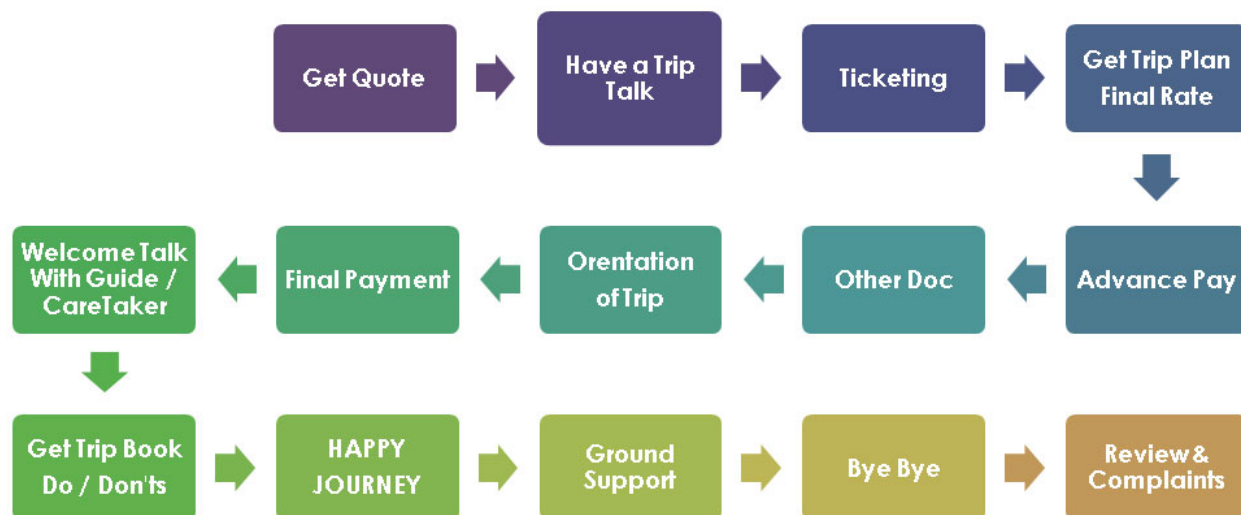 Get Quote
Have a Trip
Talk
Ticketing
Get Trip Plan
Final Rate
Advance Pay
Other Doc
Orentation
of Trip
Final Payment
Welcome Talk
With Guide /
CareTaker
Get Trip Book
Do / Don'ts
HAPPY
JOURNEY
Ground
Support
Bye Bye
Review &
Complaints